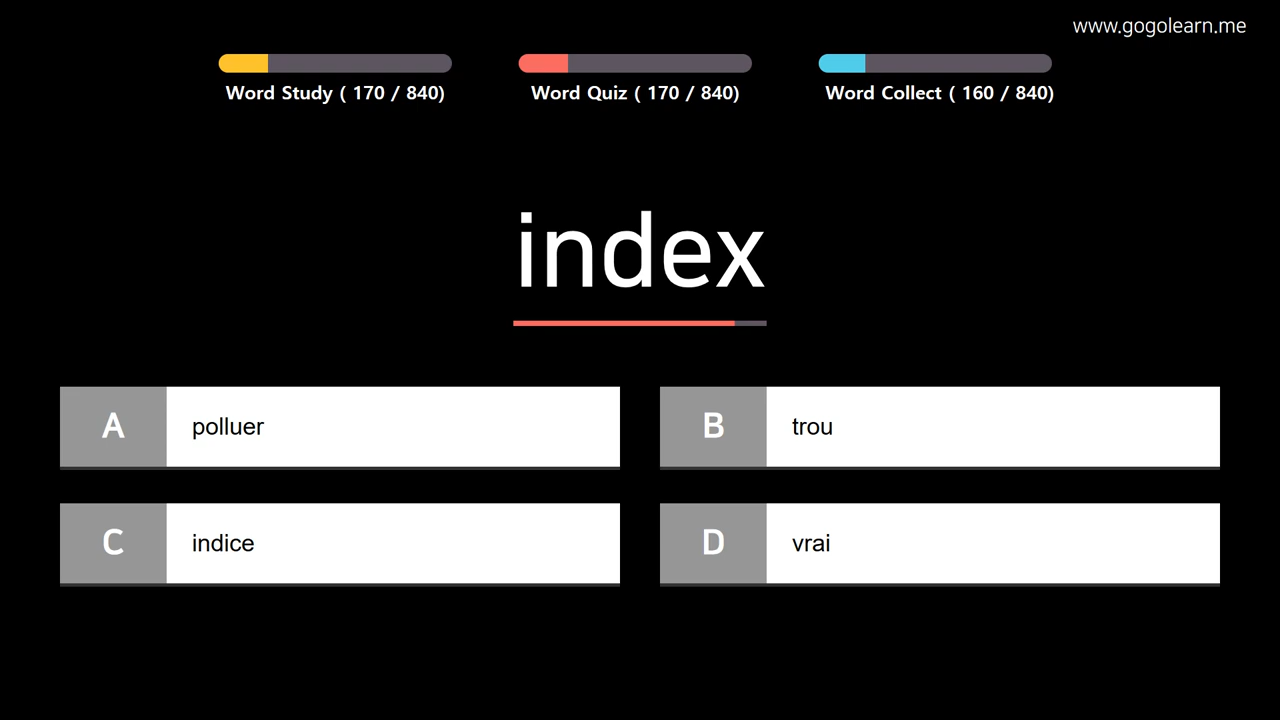 www.gogolearn.me
Word Study ( 170 / 840)
Word Quiz ( 170 / 840)
Word Collect ( 160 / 840)
index
A polluer
B trou
C indice
D vrai